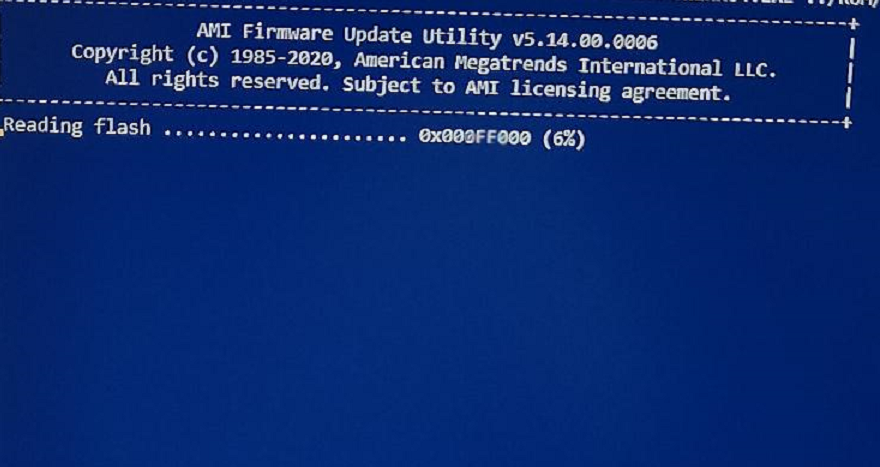 AMI Firmware Update Utility v5.14.00.0006
Copyright (c) 1985-2020, American Megatrends International LLC.
All rights reserved. Subject to AMI licensing agreement.
Reading flash ...................... 0x000FF000 (6%)